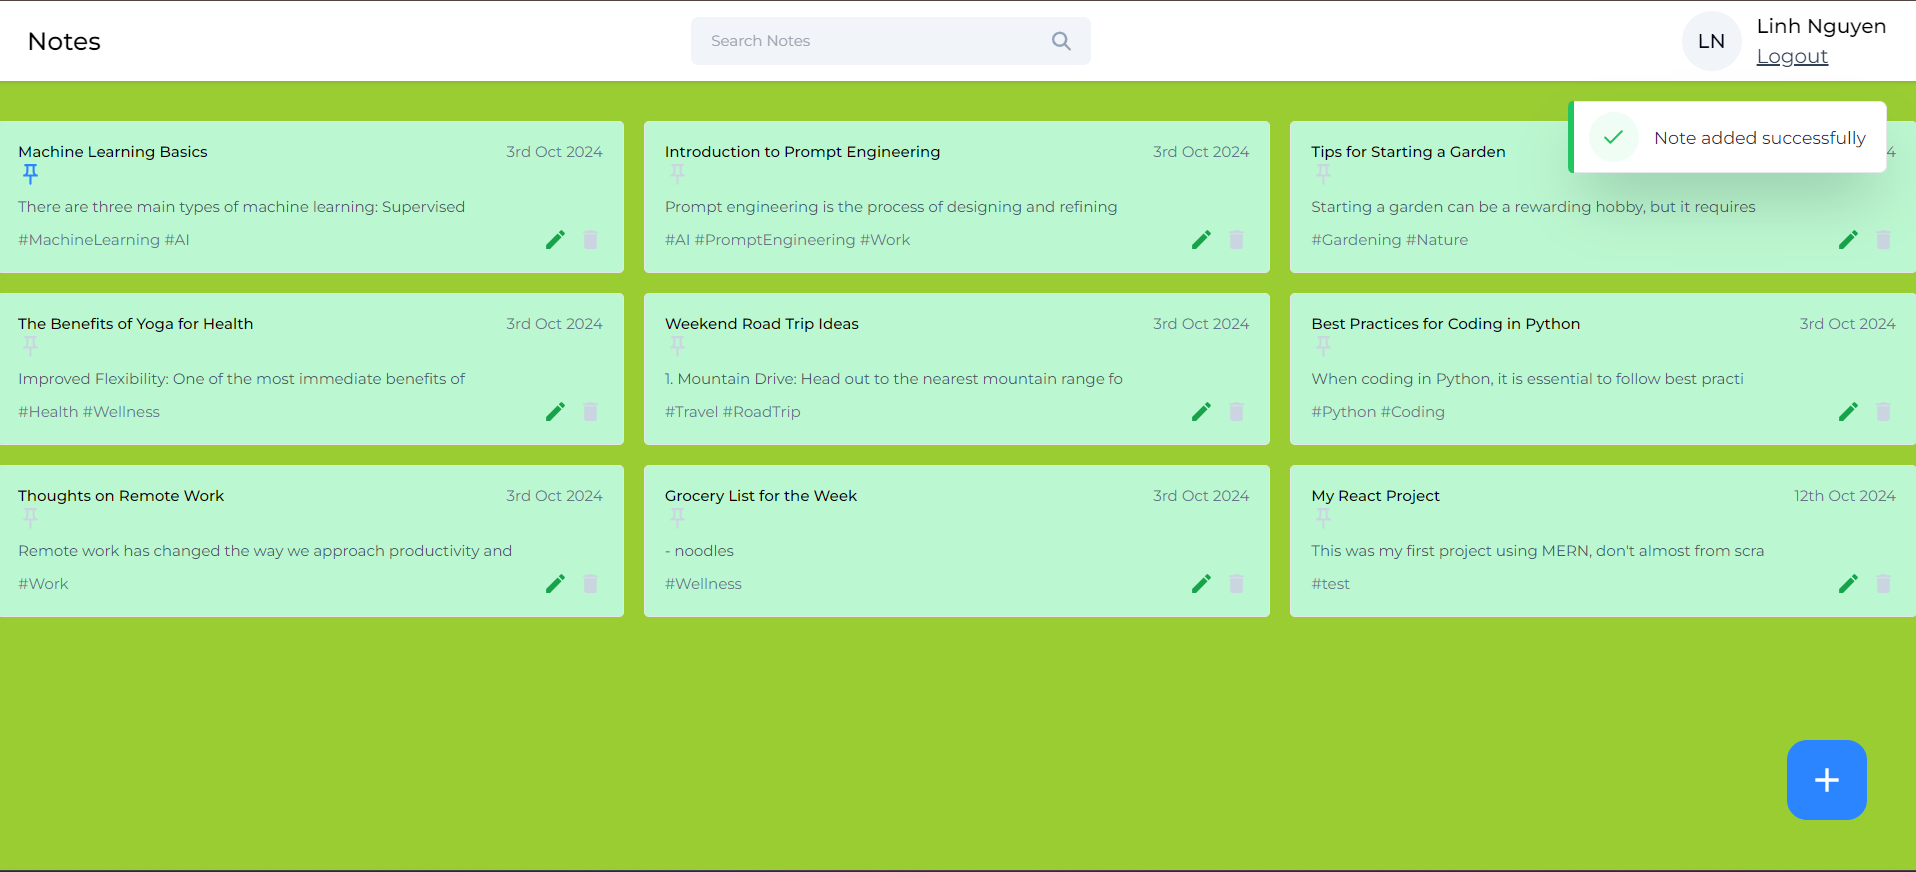 Notes
Search Notes
LN
Linh Nguyen
Logout
Note added successfully
Machine Learning Basics
3rd Oct 2024
There are three main types of machine learning: Supervised
#MachineLearning #AI
Introduction to Prompt Engineering
3rd Oct 2024
Prompt engineering is the process of designing and refining
#AI #PromptEngineering #Work
Tips for Starting a Garden
4
Starting a garden can be a rewarding hobby, but it requires
#Gardening #Nature
The Benefits of Yoga for Health
3rd Oct 2024
Improved Flexibility: One of the most immediate benefits of
#Health #Wellness
Weekend Road Trip Ideas
3rd Oct 2024
1. Mountain Drive: Head out to the nearest mountain range fo
#Travel #RoadTrip
Best Practices for Coding in Python
3rd Oct 2024
When coding in Python, it is essential to follow best practi
#Python #Coding
Thoughts on Remote Work
3rd Oct 2024
Remote work has changed the way we approach productivity and
#Work
Grocery List for the Week
3rd Oct 2024
- noodles
#Wellness
My React Project
12th Oct 2024
This was my first project using MERN, don't almost from scra
#test